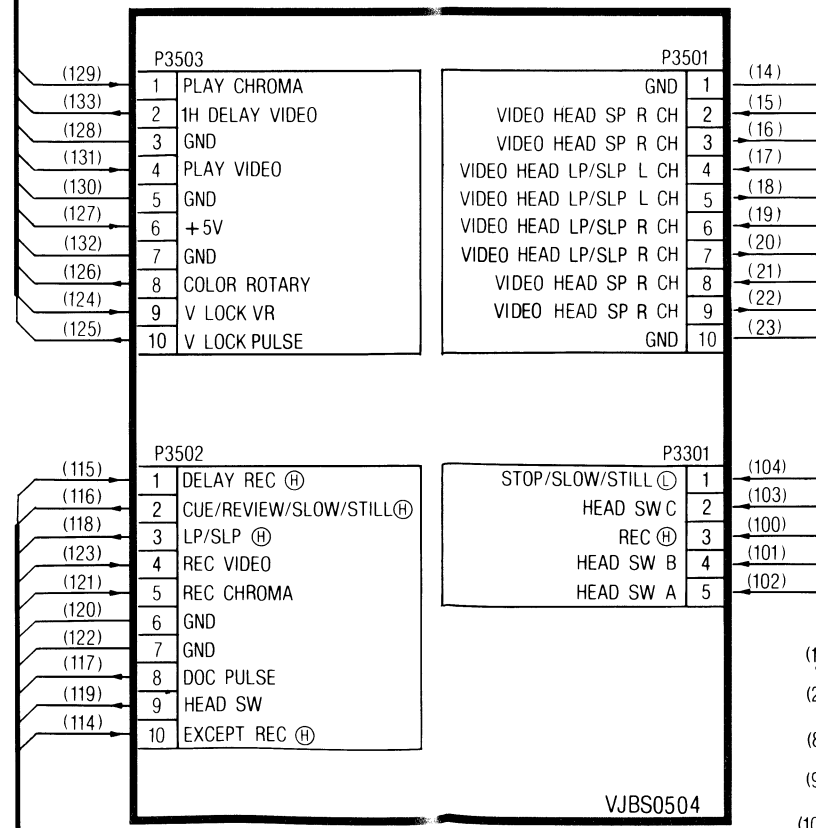 P3503
(129) 1 PLAY CHROMA
(133) 2 1H DELAY VIDEO
(128) 3 GND
(131) 4 PLAY VIDEO
(130) 5 GND
(127) 6 +5V
(132) 7 GND
(126) 8 COLOR ROTARY
(124) 9 V LOCK VR
(125) 10 V LOCK PULSE
P3501
GND 1 (14)
VIDEO HEAD SP R CH 2 (15)
VIDEO HEAD SP R CH 3 (16)
VIDEO HEAD LP/SLP L CH 4 (17)
VIDEO HEAD LP/SLP L CH 5 (18)
VIDEO HEAD LP/SLP R CH 6 (19)
VIDEO HEAD LP/SLP R CH 7 (20)
VIDEO HEAD SP R CH 8 (21)
VIDEO HEAD SP R CH 9 (22)
GND 10 (23)
P3502
(115) 1 DELAY REC Ⓗ
(116) 2 CUE/REVIEW/SLOW/STILL Ⓗ
(118) 3 LP/SLP Ⓗ
(123) 4 REC VIDEO
(121) 5 REC CHROMA
(120) 6 GND
(122) 7 GND
(117) 8 DOC PULSE
(119) 9 HEAD SW
(114) 10 EXCEPT REC Ⓗ
P3301
STOP/SLOW/STILL Ⓛ 1 (104)
HEAD SW C 2 (103)
REC Ⓗ 3 (100)
HEAD SW B 4 (101)
HEAD SW A 5 (102)
VJBS0504